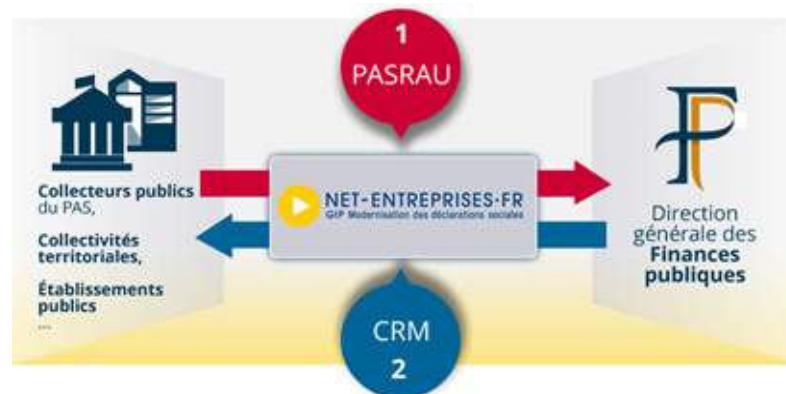 1
PASRAU
Collecteurs publics
du PAS,
Collectivités
territoriales,
Établissements
publics
...
NET-ENTREPRISES·FR
GIP Modernisation des déclarations sociales
Direction
générale des
Finances
publiques
CRM
2